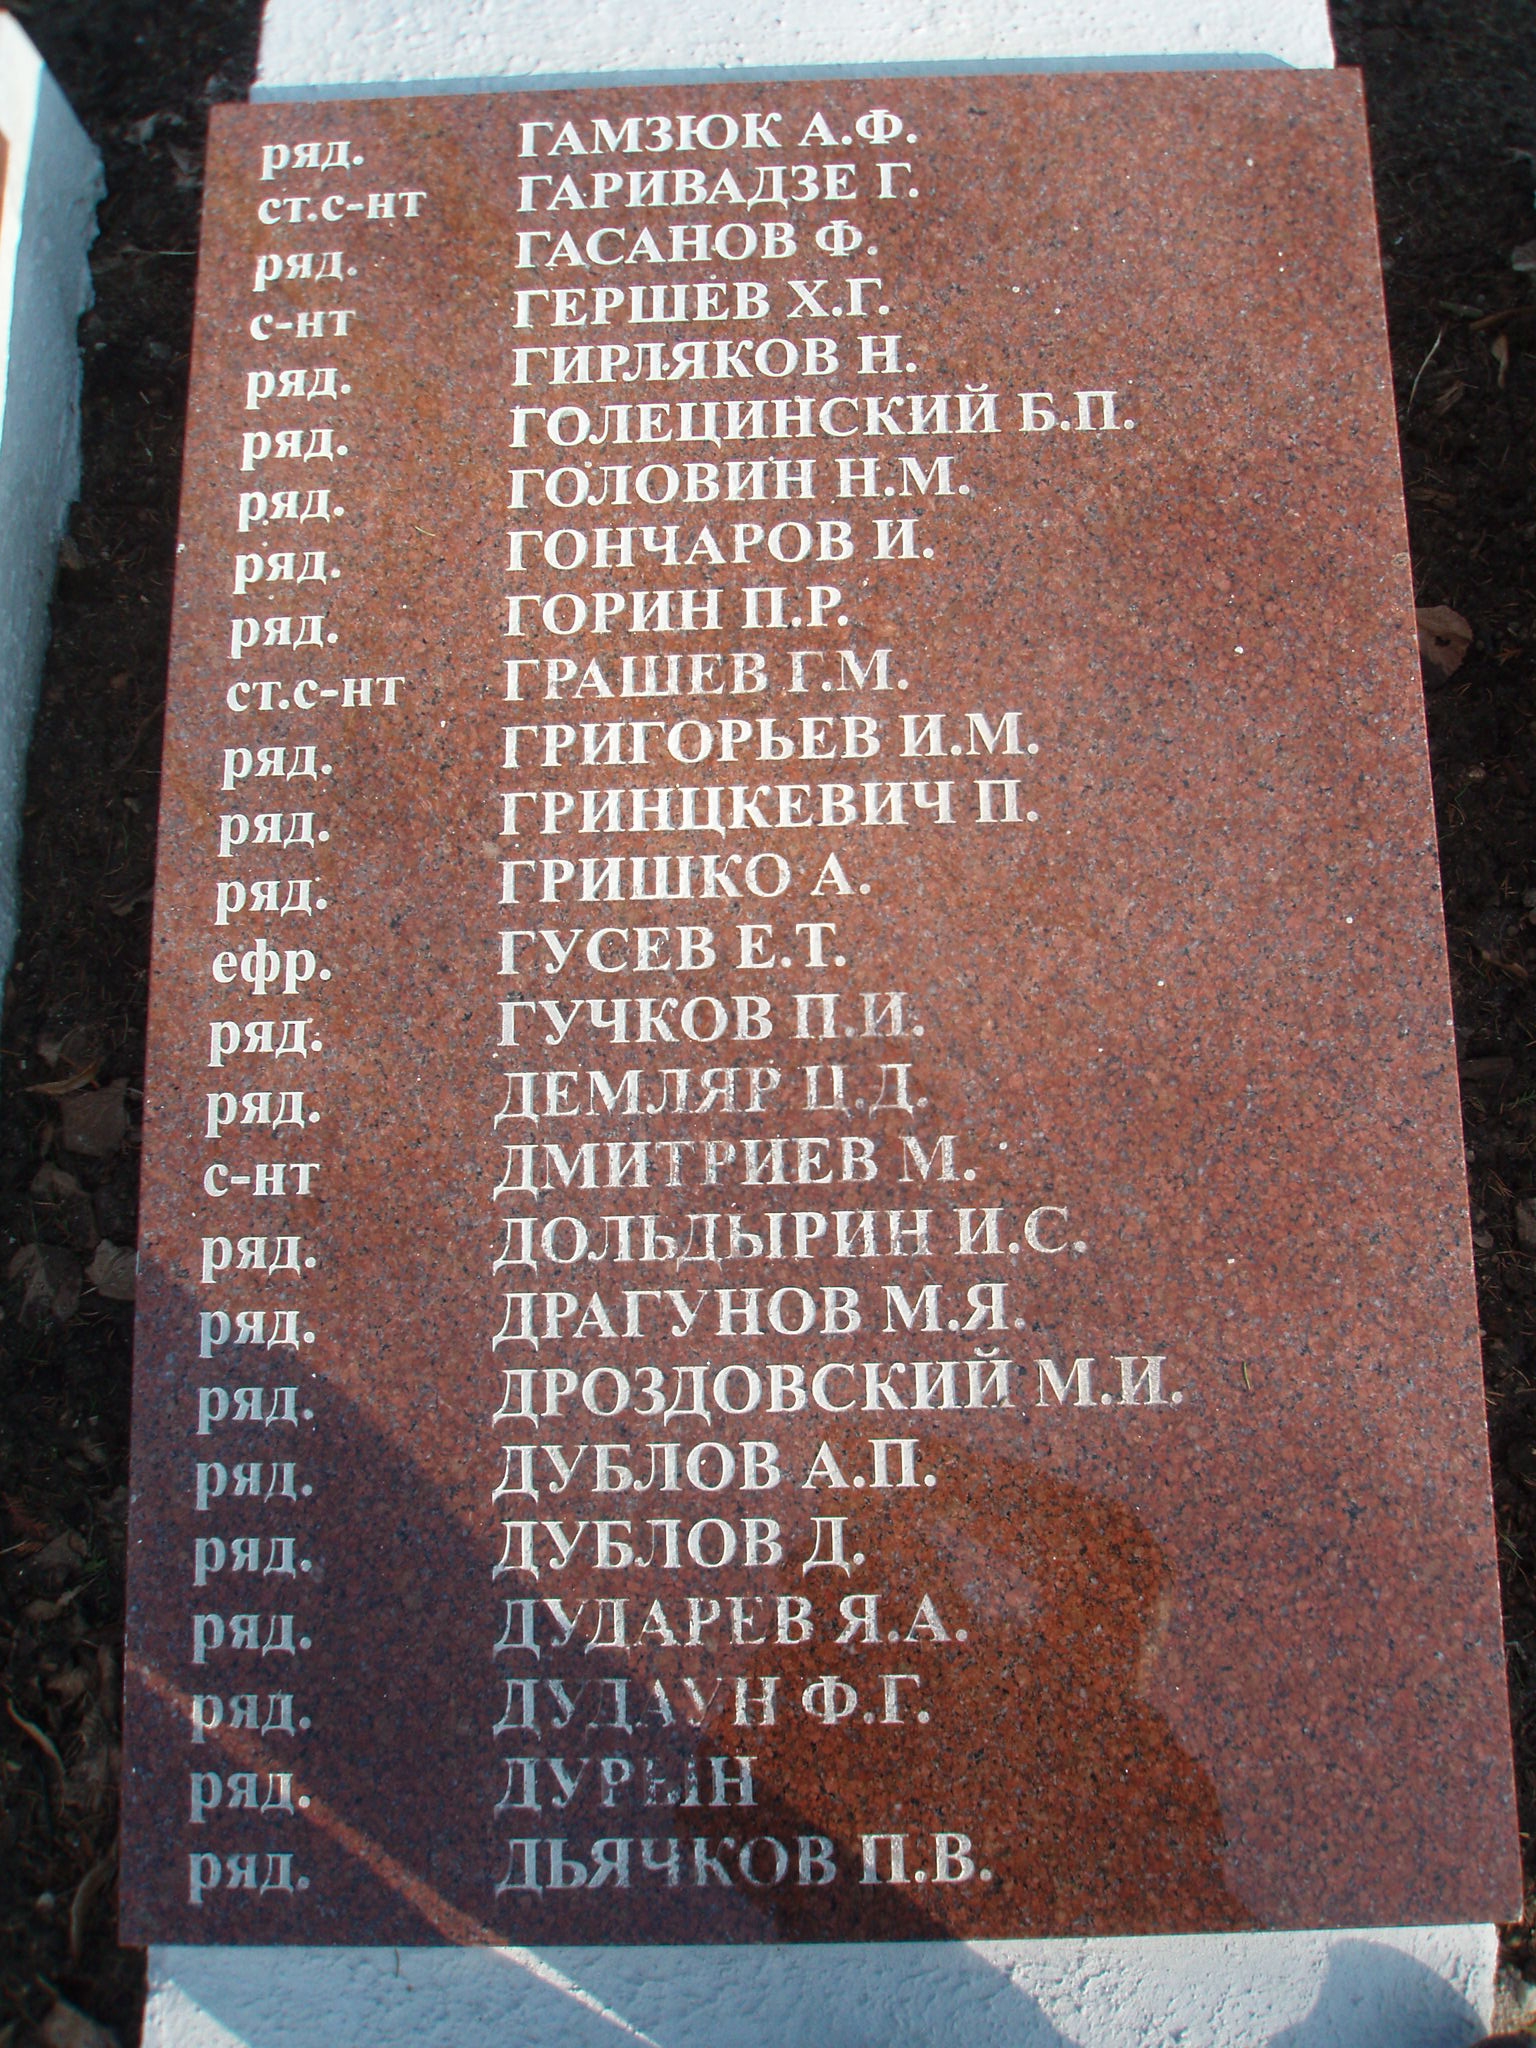 ряд. ГАМЗЮК А.Ф.
ст.с-нт ГАРИВАДЗЕ Г.
ряд. ГАСАНОВ Ф.
с-нт ГЕРШЕВ Х.Г.
ряд. ГИРЛЯКОВ Н.
ряд. ГОЛЕЦИНСКИЙ Б.П.
ряд. ГОЛОВИН Н.М.
ряд. ГОНЧАРОВ И.
ряд. ГОРИН П.Р.
ст.с-нт ГРАШЕВ Г.М.
ряд. ГРИГОРЬЕВ И.М.
ряд. ГРИНЦКЕВИЧ П.
ряд. ГРИШКО А.
ефр. ГУСЕВ Е.Т.
ряд. ГУЧКОВ П.И.
ряд. ДЕМЛЯР Ц.Д.
с-нт ДМИТРИЕВ М.
ряд. ДОЛЬДЫРИН И.С.
ряд. ДРАГУНОВ М.Я.
ряд. ДРОЗДОВСКИЙ М.И.
ряд. ДУБЛОВ А.П.
ряд. ДУБЛОВ Д.
ряд. ДУДАРЕВ Я.А.
ряд. ДУДАУН Ф.Г.
ряд. ДУРЫН
ряд. ДЬЯЧКОВ П.В.